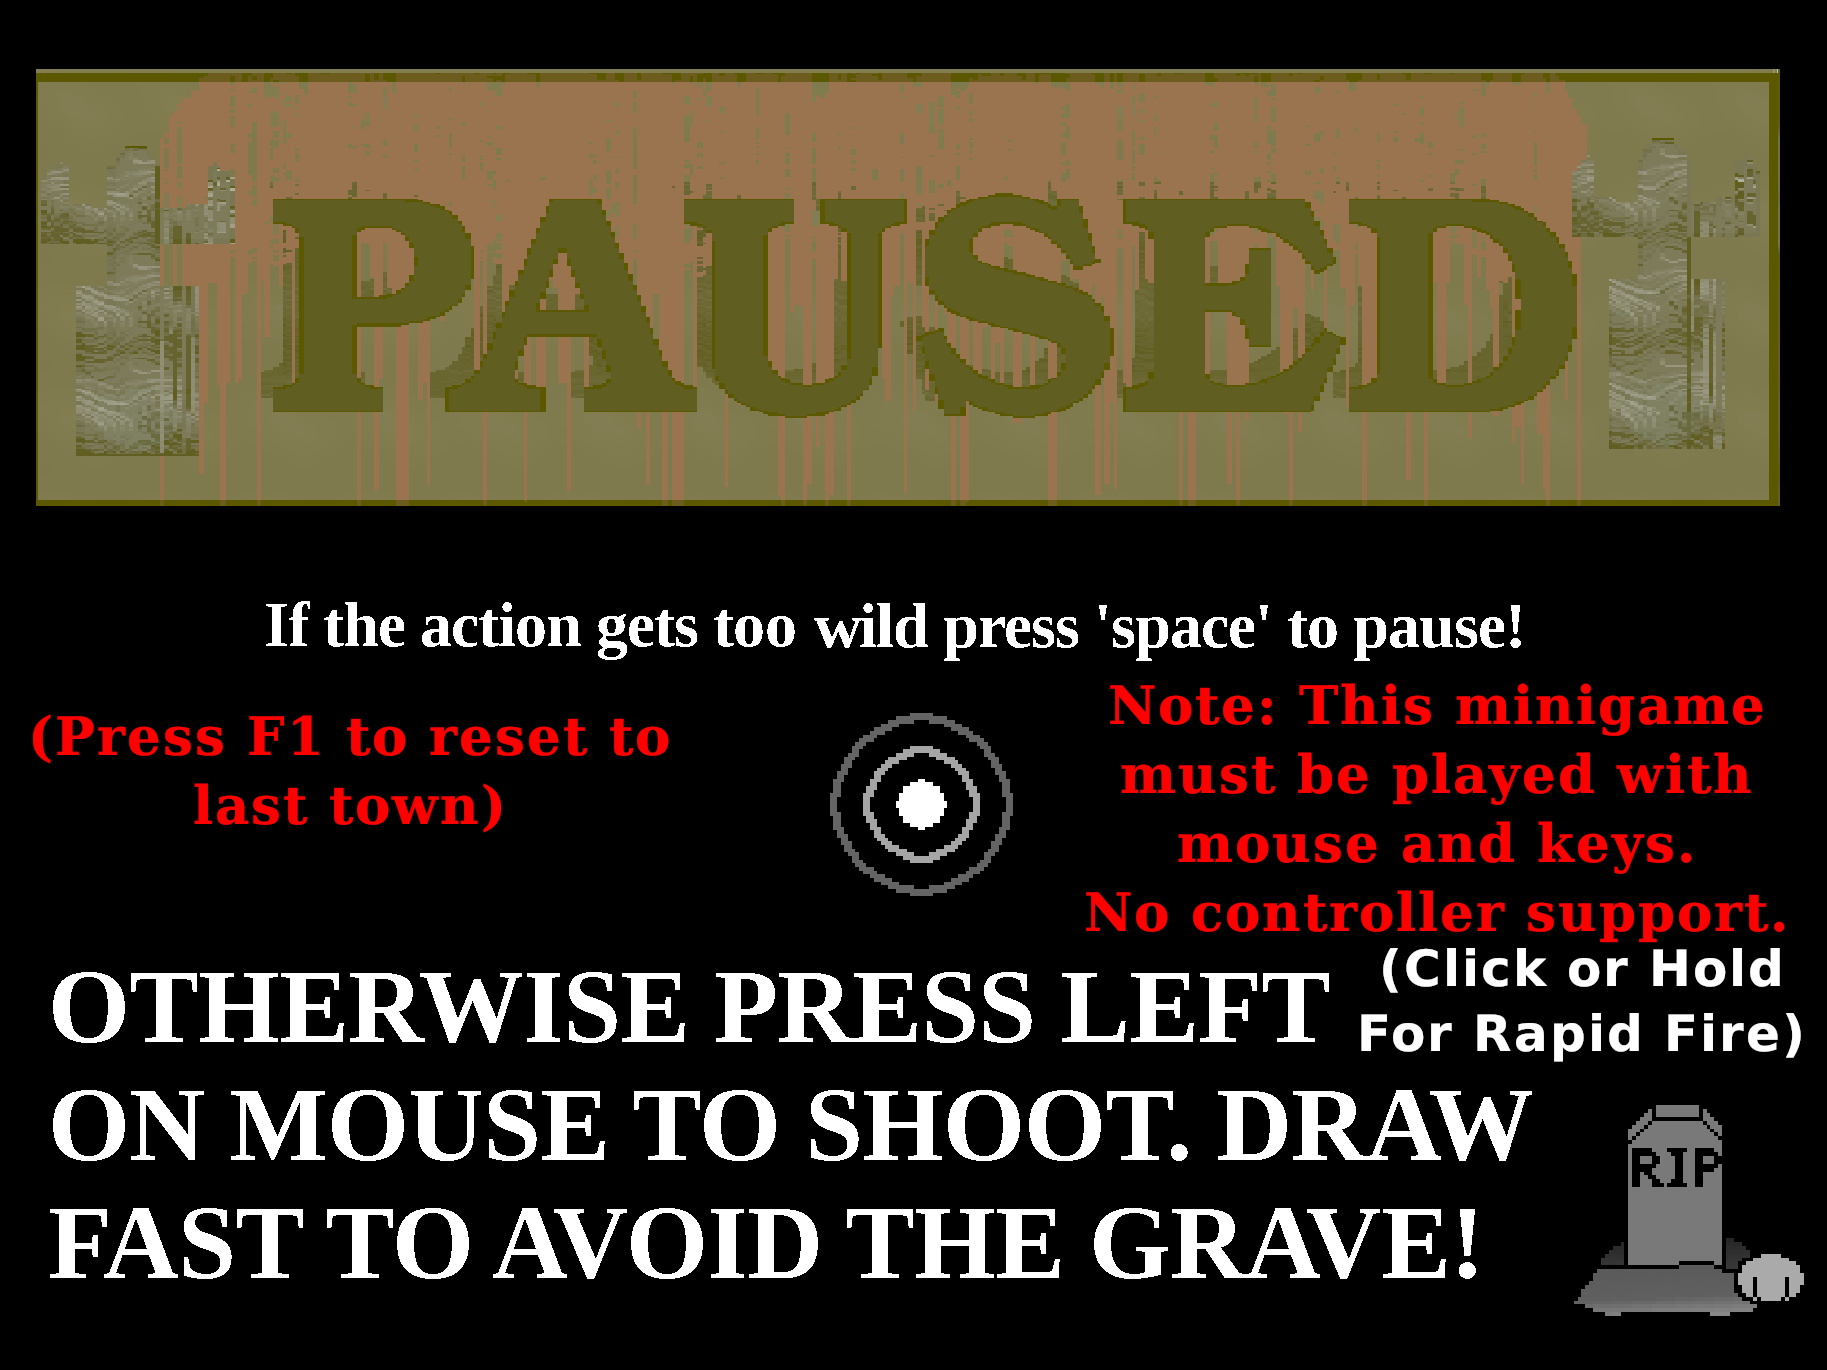 PAUSED
If the action gets too wild press 'space' to pause!
(Press F1 to reset to
last town)
Note: This minigame
must be played with
mouse and keys.
No controller support.
(Click or Hold
For Rapid Fire)
OTHERWISE PRESS LEFT
ON MOUSE TO SHOOT. DRAW
FAST TO AVOID THE GRAVE!
RIP